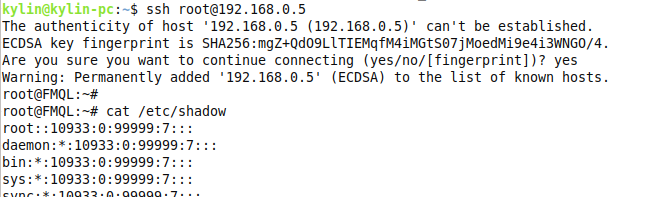 kylin@kylin-pc:~$ ssh root@192.168.0.5
The authenticity of host '192.168.0.5 (192.168.0.5)' can't be established.
ECDSA key fingerprint is SHA256:mgZ+QdO9LlTIEMqfM4iMGtS07jMoedMi9e4i3WNGO/4.
Are you sure you want to continue connecting (yes/no/[fingerprint])? yes
Warning: Permanently added '192.168.0.5' (ECDSA) to the list of known hosts.
root@FMQL:~#
root@FMQL:~# cat /etc/shadow
root::10933:0:99999:7:::
daemon:*:10933:0:99999:7:::
bin:*:10933:0:99999:7:::
sys:*:10933:0:99999:7:::
sync:*:10933:0:99999:7:::